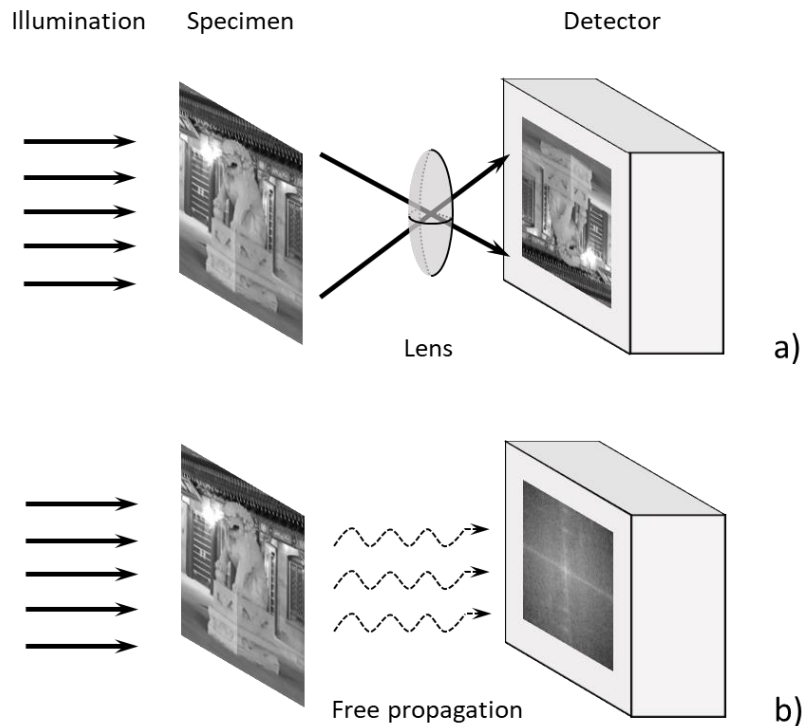 Illumination Specimen Detector
Lens
a)
Free propagation
b)